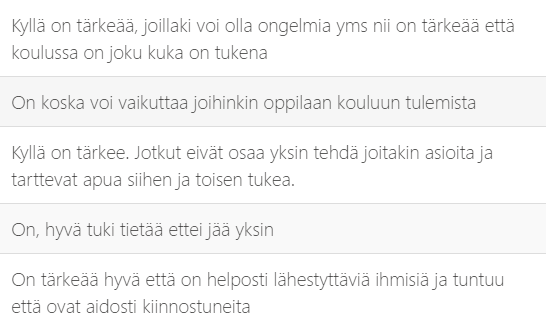 Kyllä on tärkeää, joillaki voi olla ongelmia yms nii on tärkeää että
koulussa on joku kuka on tukena
On koska voi vaikuttaa joihinkin oppilaan kouluun tulemista
Kyllä on tärkee. Jotkut eivät osaa yksin tehdä joitakin asioita ja
tarttevat apua siihen ja toisen tukea.
On, hyvä tuki tietää ettei jää yksin
On tärkeää hyvä että on helposti lähestyttäviä ihmisiä ja tuntuu
että ovat aidosti kiinnostuneita